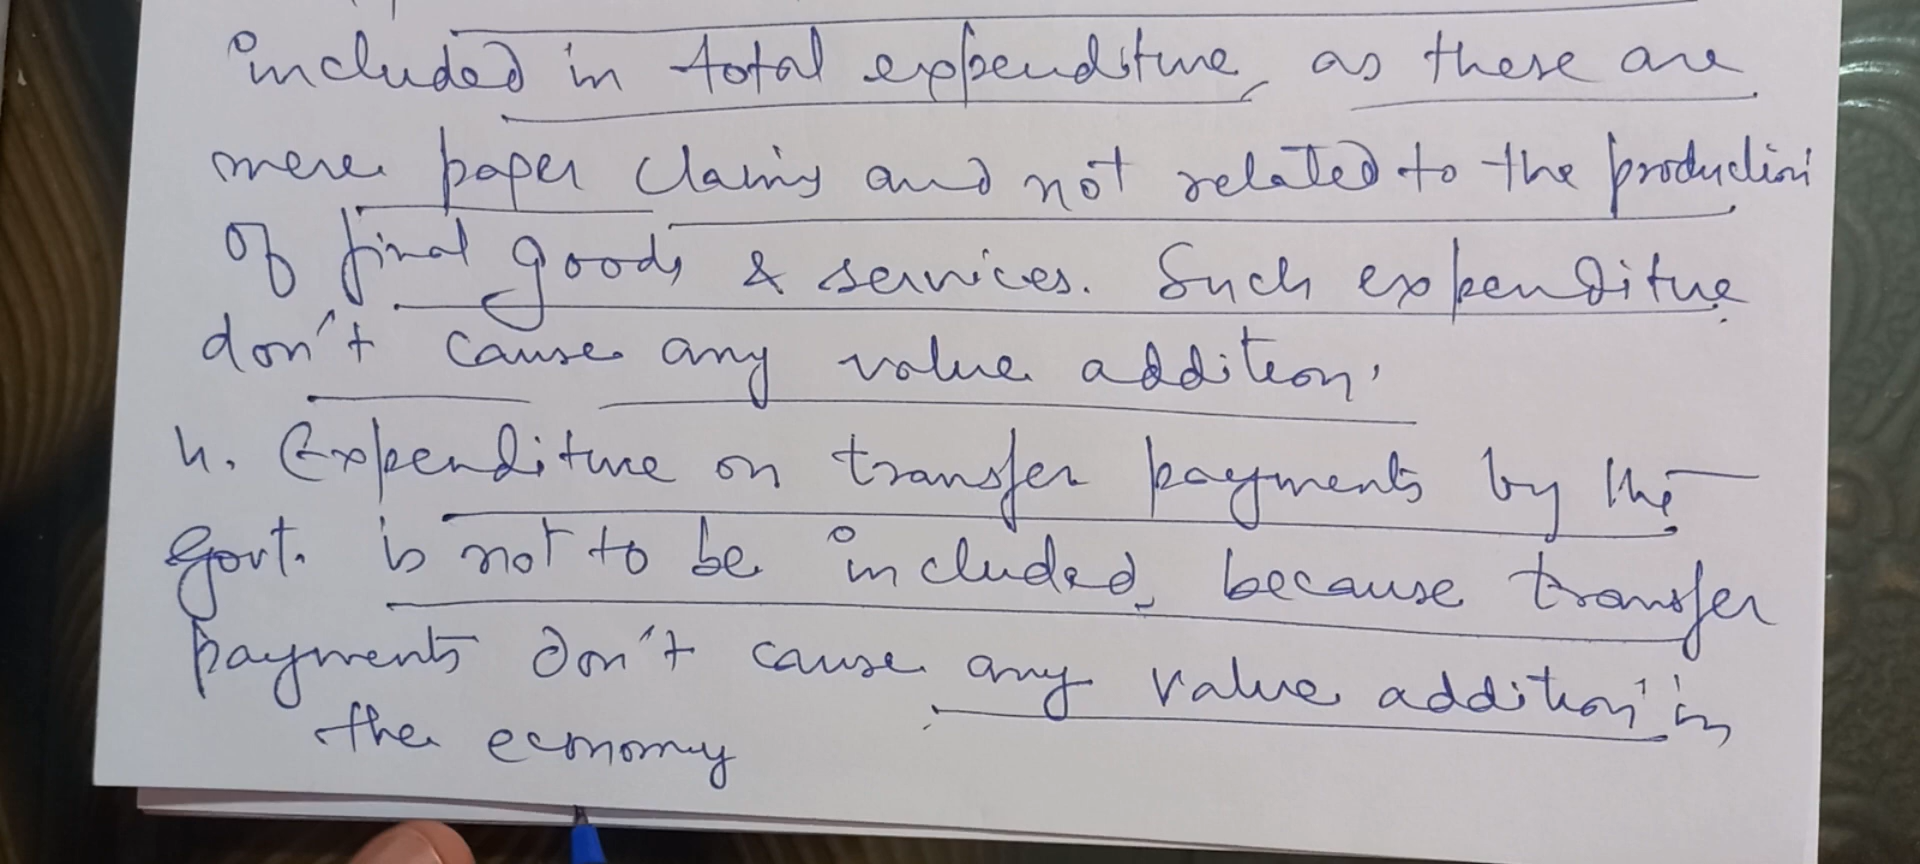 included in total expenditure, as these are
mere paper claims and not related to the production
of final goods & services. Such expenditure
don't cause any value addition.
4. Expenditure on transfer payments by the
Govt. is not to be included, because transfer
payments don't cause any value addition in
the economy